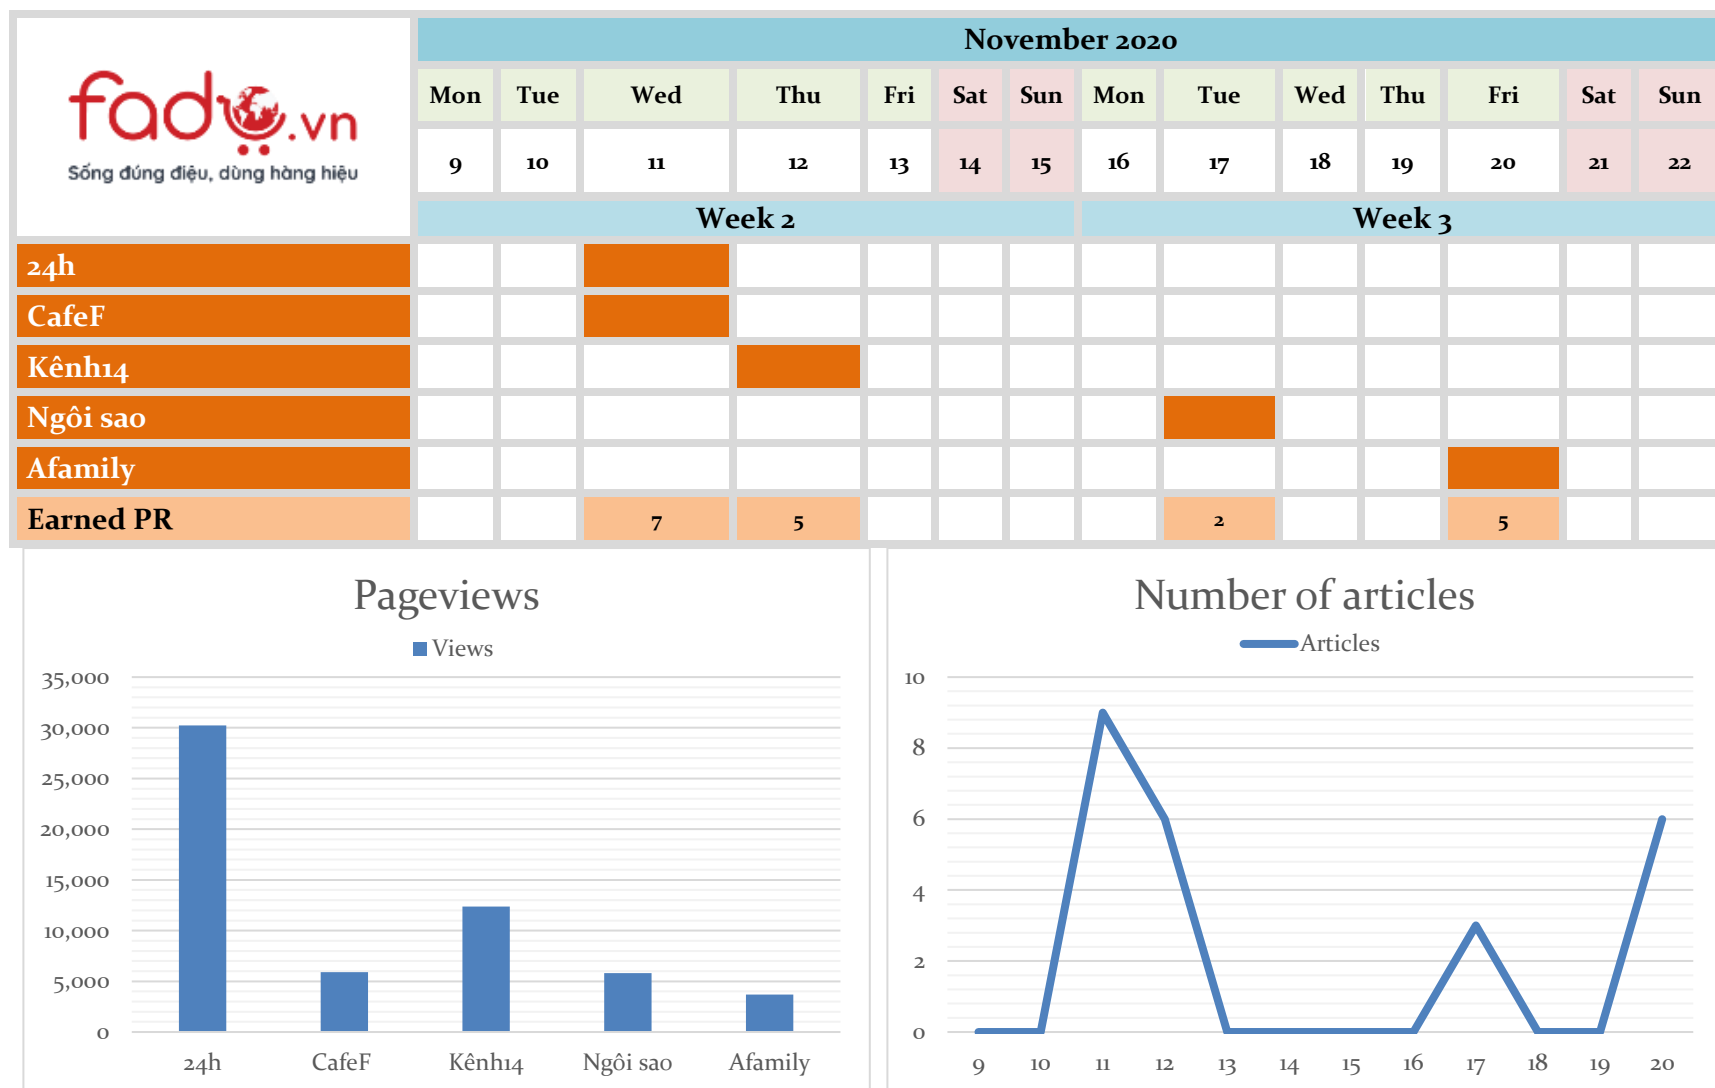 fado.vn
Sống đúng điệu, dùng hàng hiệu
November 2020
Mon Tue Wed Thu Fri Sat Sun Mon Tue Wed Thu Fri Sat Sun
9 10 11 12 13 14 15 16 17 18 19 20 21 22
Week 2 Week 3
24h
CafeF
Kênh14
Ngôi sao
Afamily
Earned PR 7 5 2 5
Pageviews
Views
35,000
30,000
25,000
20,000
15,000
10,000
5,000
0
24h CafeF Kênh14 Ngôi sao Afamily
Number of articles
Articles
10
8
6
4
2
0
9 10 11 12 13 14 15 16 17 18 19 20